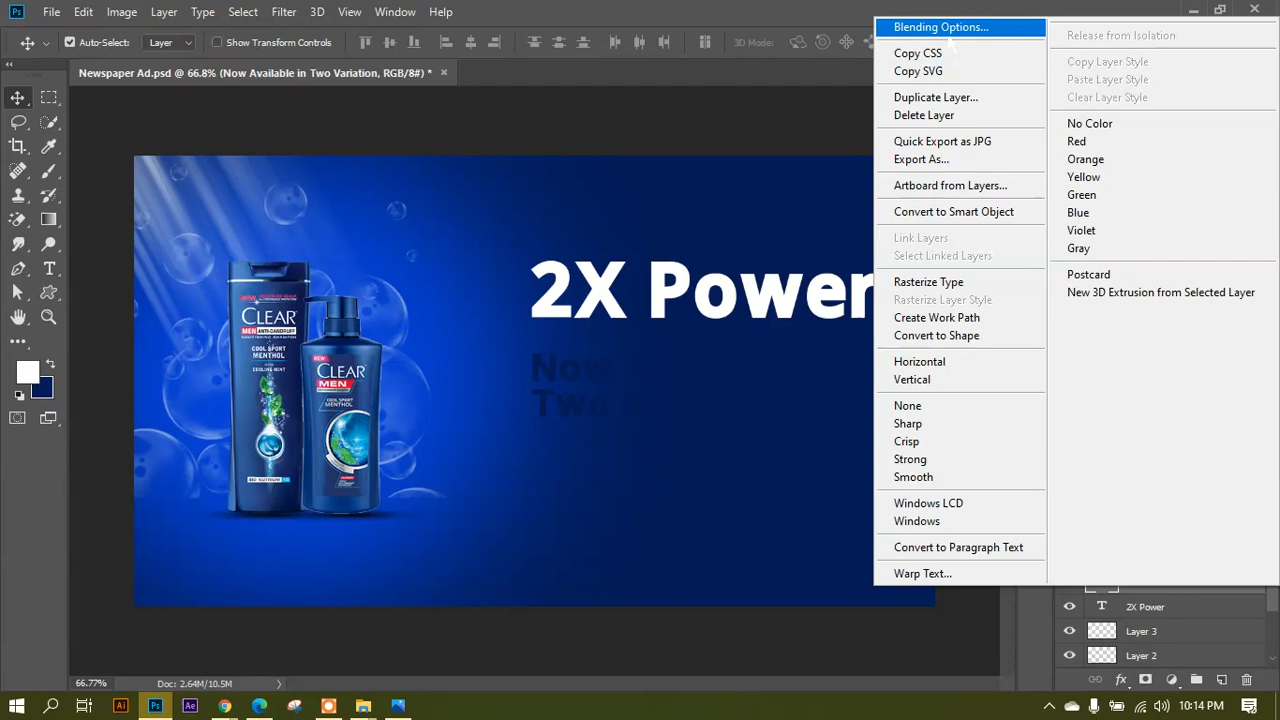 File Edit Image Layer Type Select Filter 3D View Window Help
Auto-Select: Layer Show Transform Controls 3D Mode:
Newspaper Ad.psd @ 66.8% (Now Available in Two Variation, RGB/8#) *
Blending Options...
Copy CSS
Copy SVG
Duplicate Layer...
Delete Layer
Quick Export as JPG
Export As...
Artboard from Layers...
Convert to Smart Object
Link Layers
Select Linked Layers
Rasterize Type
Rasterize Layer Style
Create Work Path
Convert to Shape
Horizontal
Vertical
None
Sharp
Crisp
Strong
Smooth
Windows LCD
Windows
Convert to Paragraph Text
Warp Text...
Release from Isolation
Copy Layer Style
Paste Layer Style
Clear Layer Style
No Color
Red
Orange
Yellow
Green
Blue
Violet
Gray
Postcard
New 3D Extrusion from Selected Layer
2X Power
Now
Two
CLEAR
MEN ANTI-DANDRUFF
COOL SPORT
MENTHOL
COOLING MINT
NEW
CLEAR
MEN
COOL SPORT
MENTHOL
2X Power
Layer 3
Layer 2
66.77% Doc: 2.64M/10.5M
10:14 PM